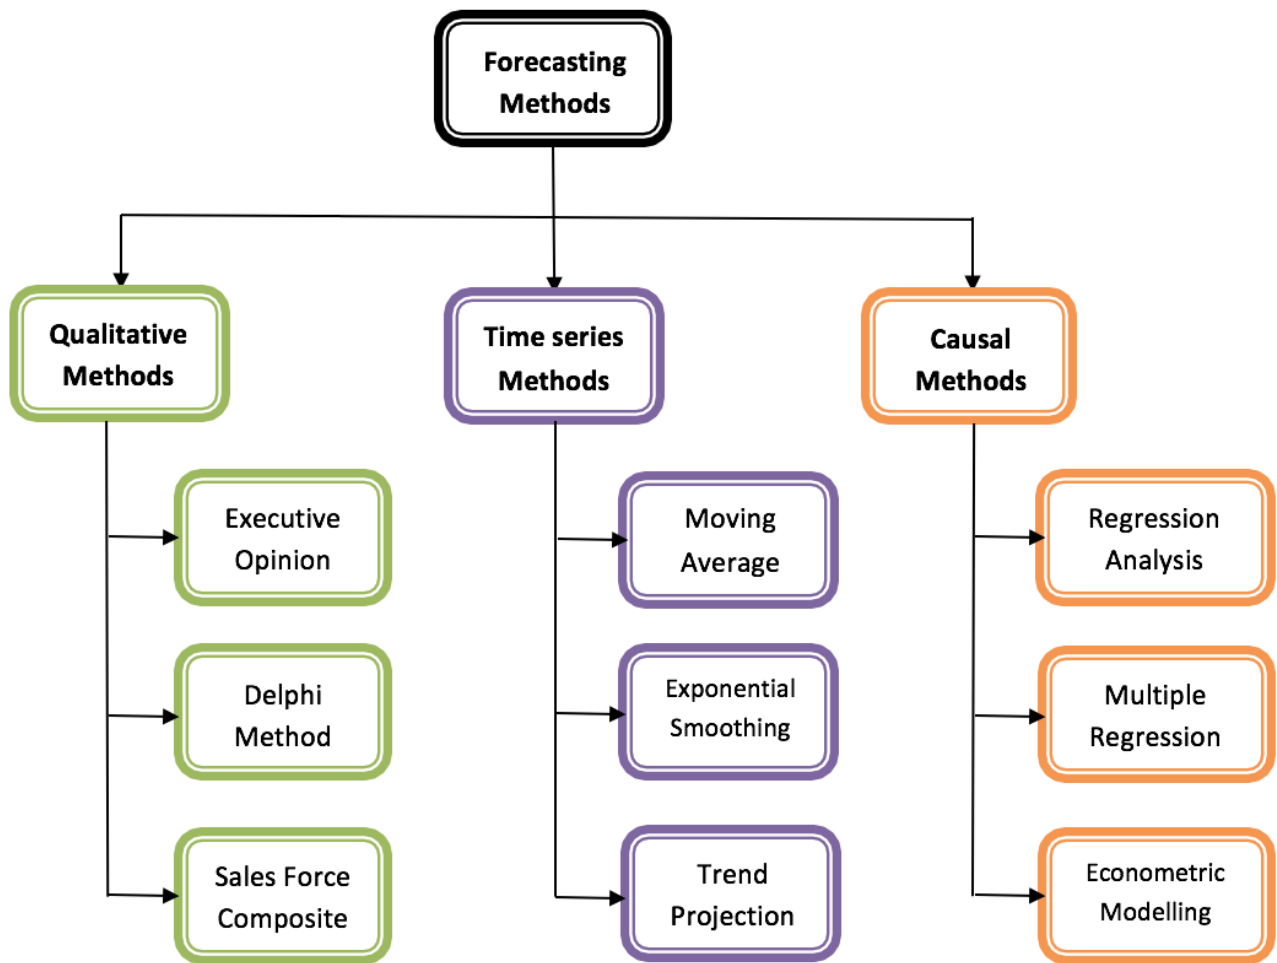 Forecasting
Methods
Qualitative
Methods
Executive
Opinion
Delphi
Method
Sales Force
Composite
Time series
Methods
Moving
Average
Exponential
Smoothing
Trend
Projection
Causal
Methods
Regression
Analysis
Multiple
Regression
Econometric
Modelling